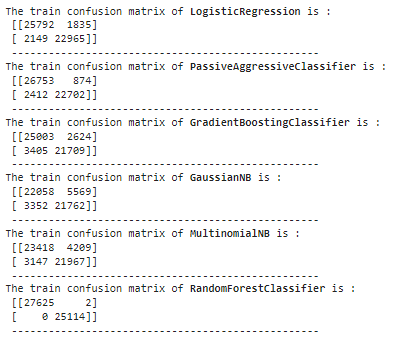 The train confusion matrix of LogisticRegression is :
[[25792 1835]
[ 2149 22965]]
--------------------------------------------------
The train confusion matrix of PassiveAggressiveClassifier is :
[[26753 874]
[ 2412 22702]]
--------------------------------------------------
The train confusion matrix of GradientBoostingClassifier is :
[[25003 2624]
[ 3405 21709]]
--------------------------------------------------
The train confusion matrix of GaussianNB is :
[[22058 5569]
[ 3352 21762]]
--------------------------------------------------
The train confusion matrix of MultinomialNB is :
[[23418 4209]
[ 3147 21967]]
--------------------------------------------------
The train confusion matrix of RandomForestClassifier is :
[[27625 2]
[ 0 25114]]
--------------------------------------------------